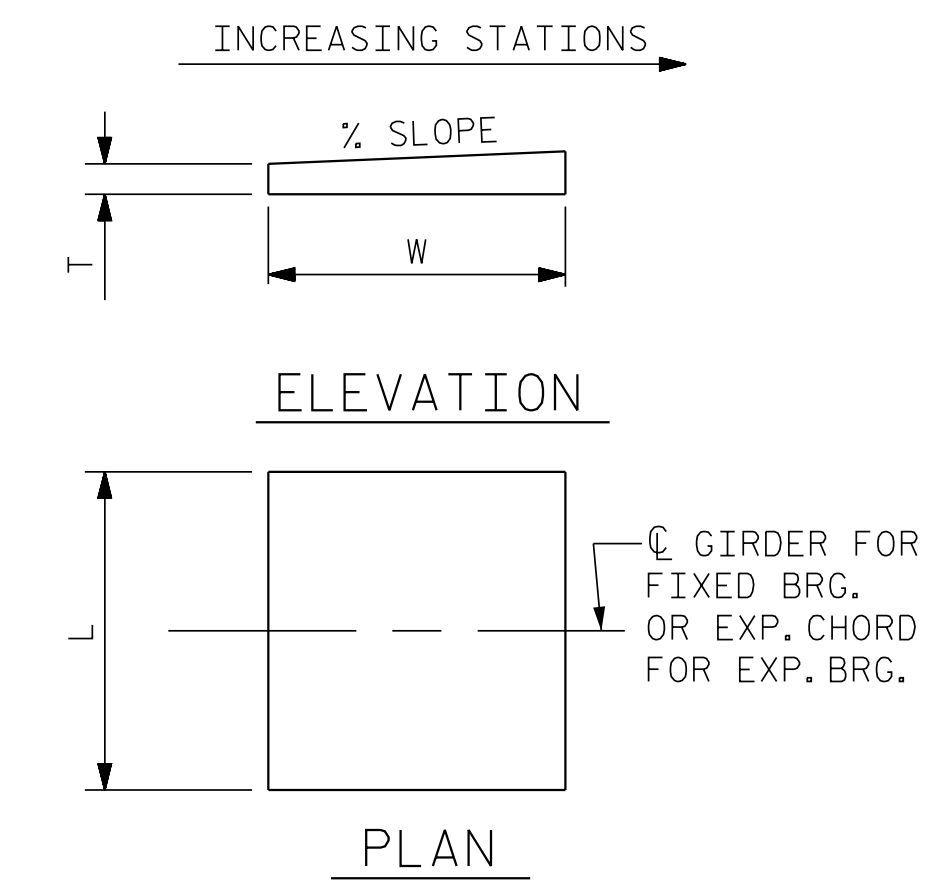 INCREASING STATIONS
% SLOPE
T
W
ELEVATION
L
℄ GIRDER FOR
FIXED BRG.
OR EXP. CHORD
FOR EXP. BRG.
PLAN